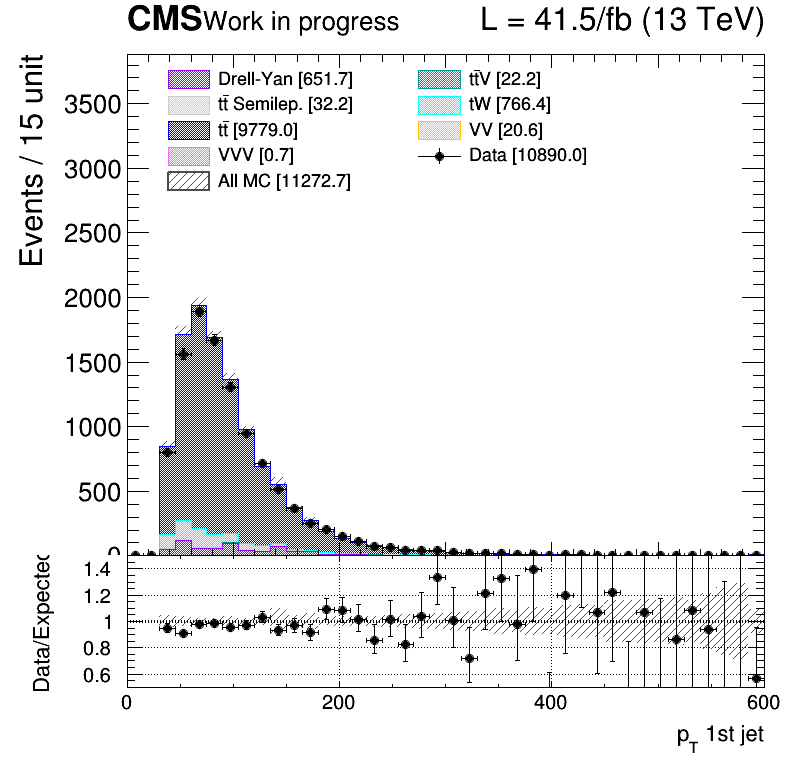 CMS Work in progress L = 41.5/fb (13 TeV)
Events / 15 unit
Drell-Yan [651.7]
tt̄ Semilep. [32.2]
tt̄ [9779.0]
VVV [0.7]
All MC [11272.7]
tt̄V [22.2]
tW [766.4]
VV [20.6]
Data [10890.0]
3500
3000
2500
2000
1500
1000
500
0
Data/Expected
1.4
1.2
1
0.8
0.6
0 200 400 600
p_T 1st jet